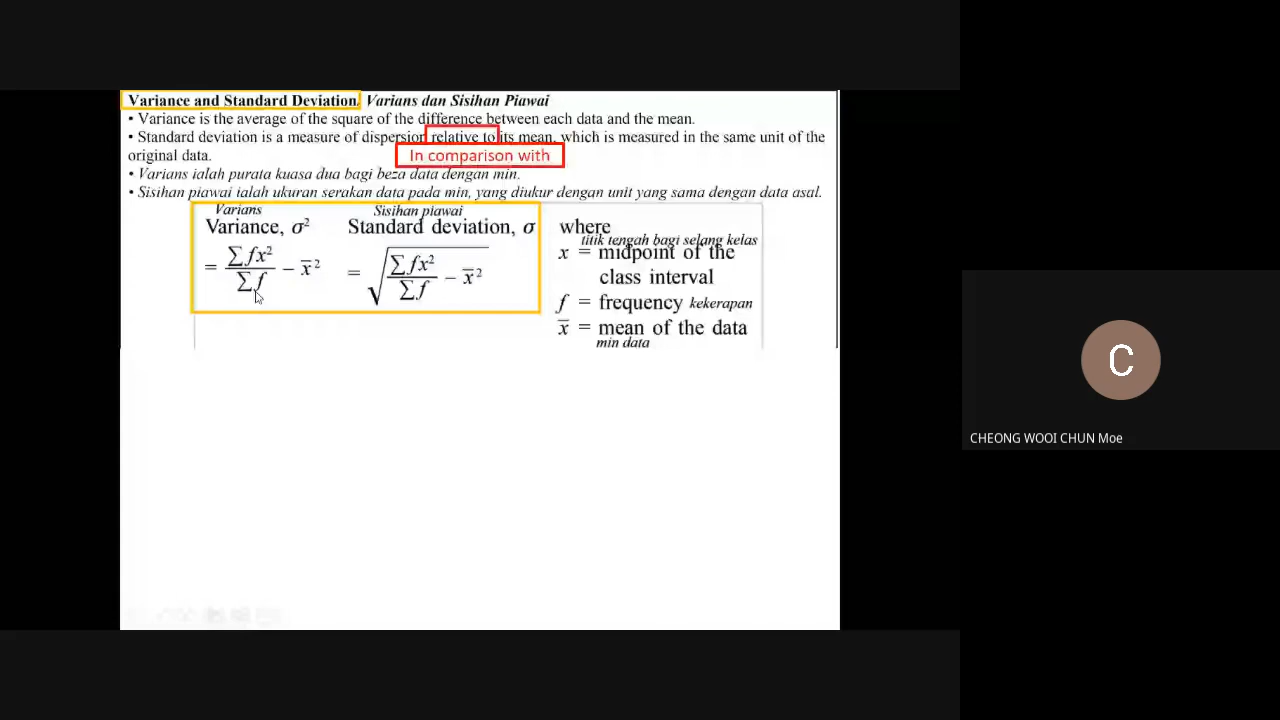 Variance and Standard Deviation, Varians dan Sisihan Piawai
• Variance is the average of the square of the difference between each data and the mean.
• Standard deviation is a measure of dispersion relative to its mean, which is measured in the same unit of the
original data.
In comparison with
• Varians ialah purata kuasa dua bagi beza data dengan min.
• Sisihan piawai ialah ukuran serakan data pada min, yang diukur dengan unit yang sama dengan data asal.
Varians
Variance, σ²
= ∑fx² / ∑f − x̄²
Sisihan piawai
Standard deviation, σ
= √(∑fx² / ∑f − x̄²)
where
titik tengah bagi selang kelas
x = midpoint of the
class interval
f = frequency kekerapan
x̄ = mean of the data
min data
C
CHEONG WOOI CHUN Moe